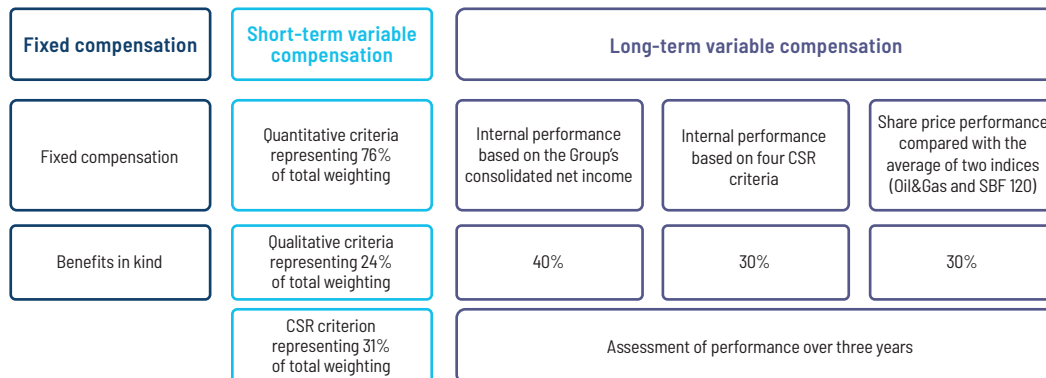 Fixed compensation
Short-term variable
compensation
Long-term variable compensation
Fixed compensation
Quantitative criteria
representing 76%
of total weighting
Internal performance
based on the Group's
consolidated net income
Internal performance
based on four CSR
criteria
Share price performance
compared with the
average of two indices
(Oil&Gas and SBF 120)
Benefits in kind
Qualitative criteria
representing 24%
of total weighting
40%
30%
30%
CSR criterion
representing 31%
of total weighting
Assessment of performance over three years